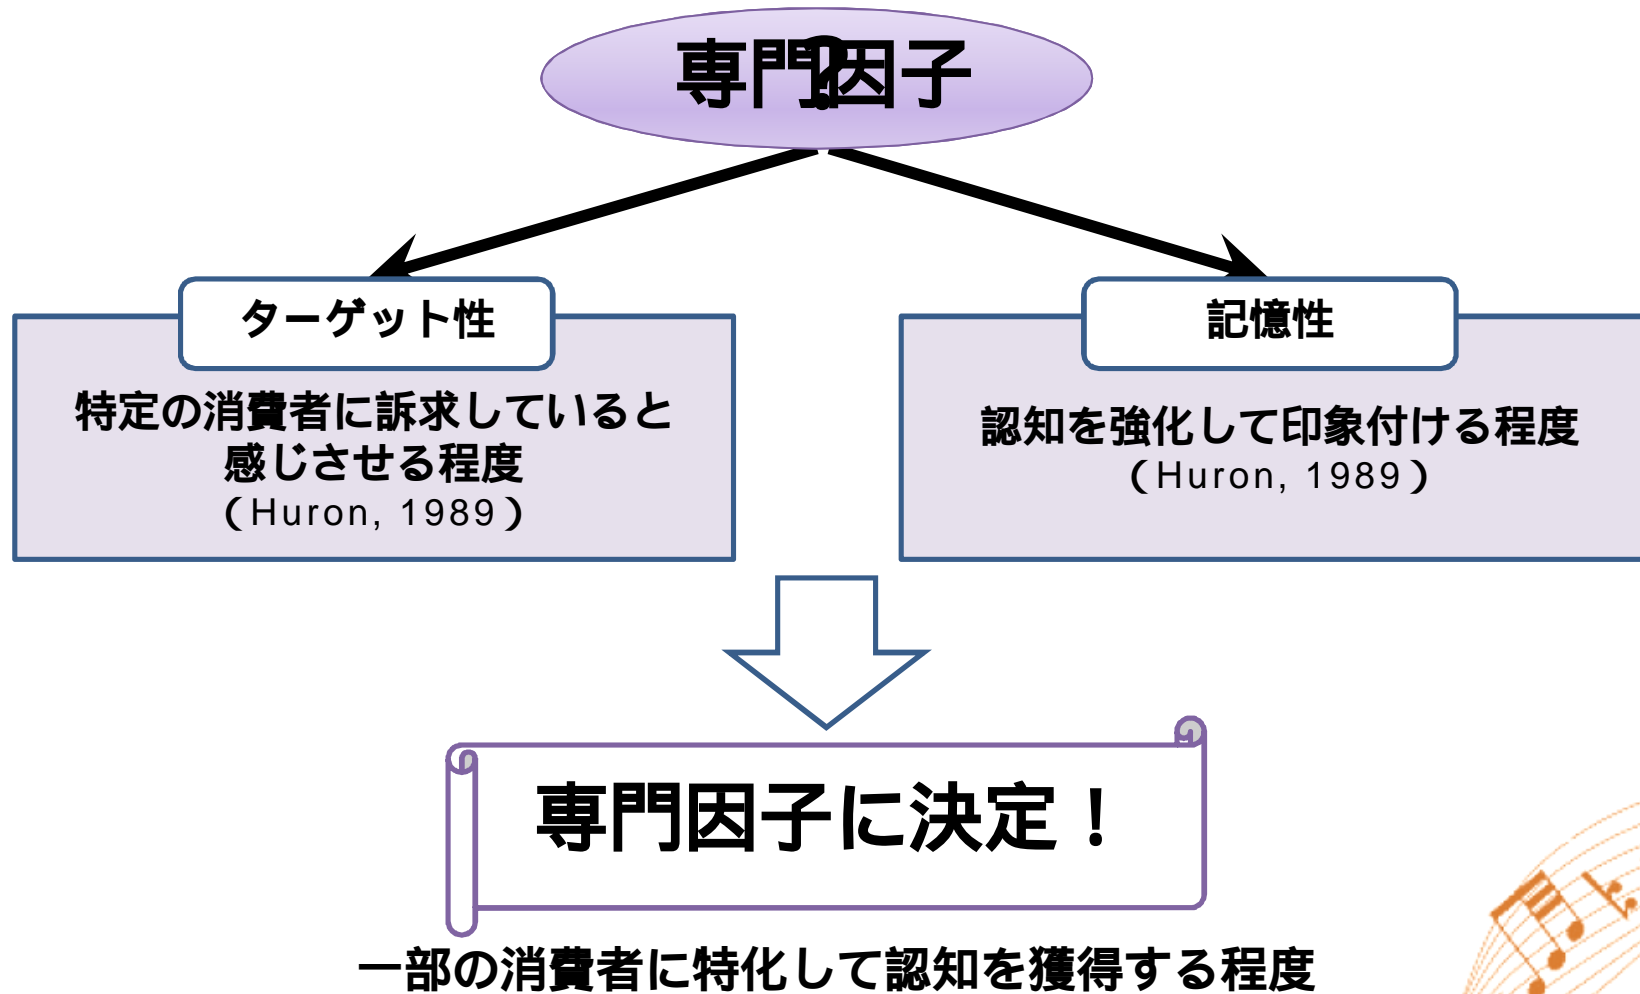 専門因子
?
ターゲット性
特定の消費者に訴求していると
感じさせる程度
(Huron, 1989)
記憶性
認知を強化して印象付ける程度
(Huron, 1989)
専門因子に決定！
一部の消費者に特化して認知を獲得する程度